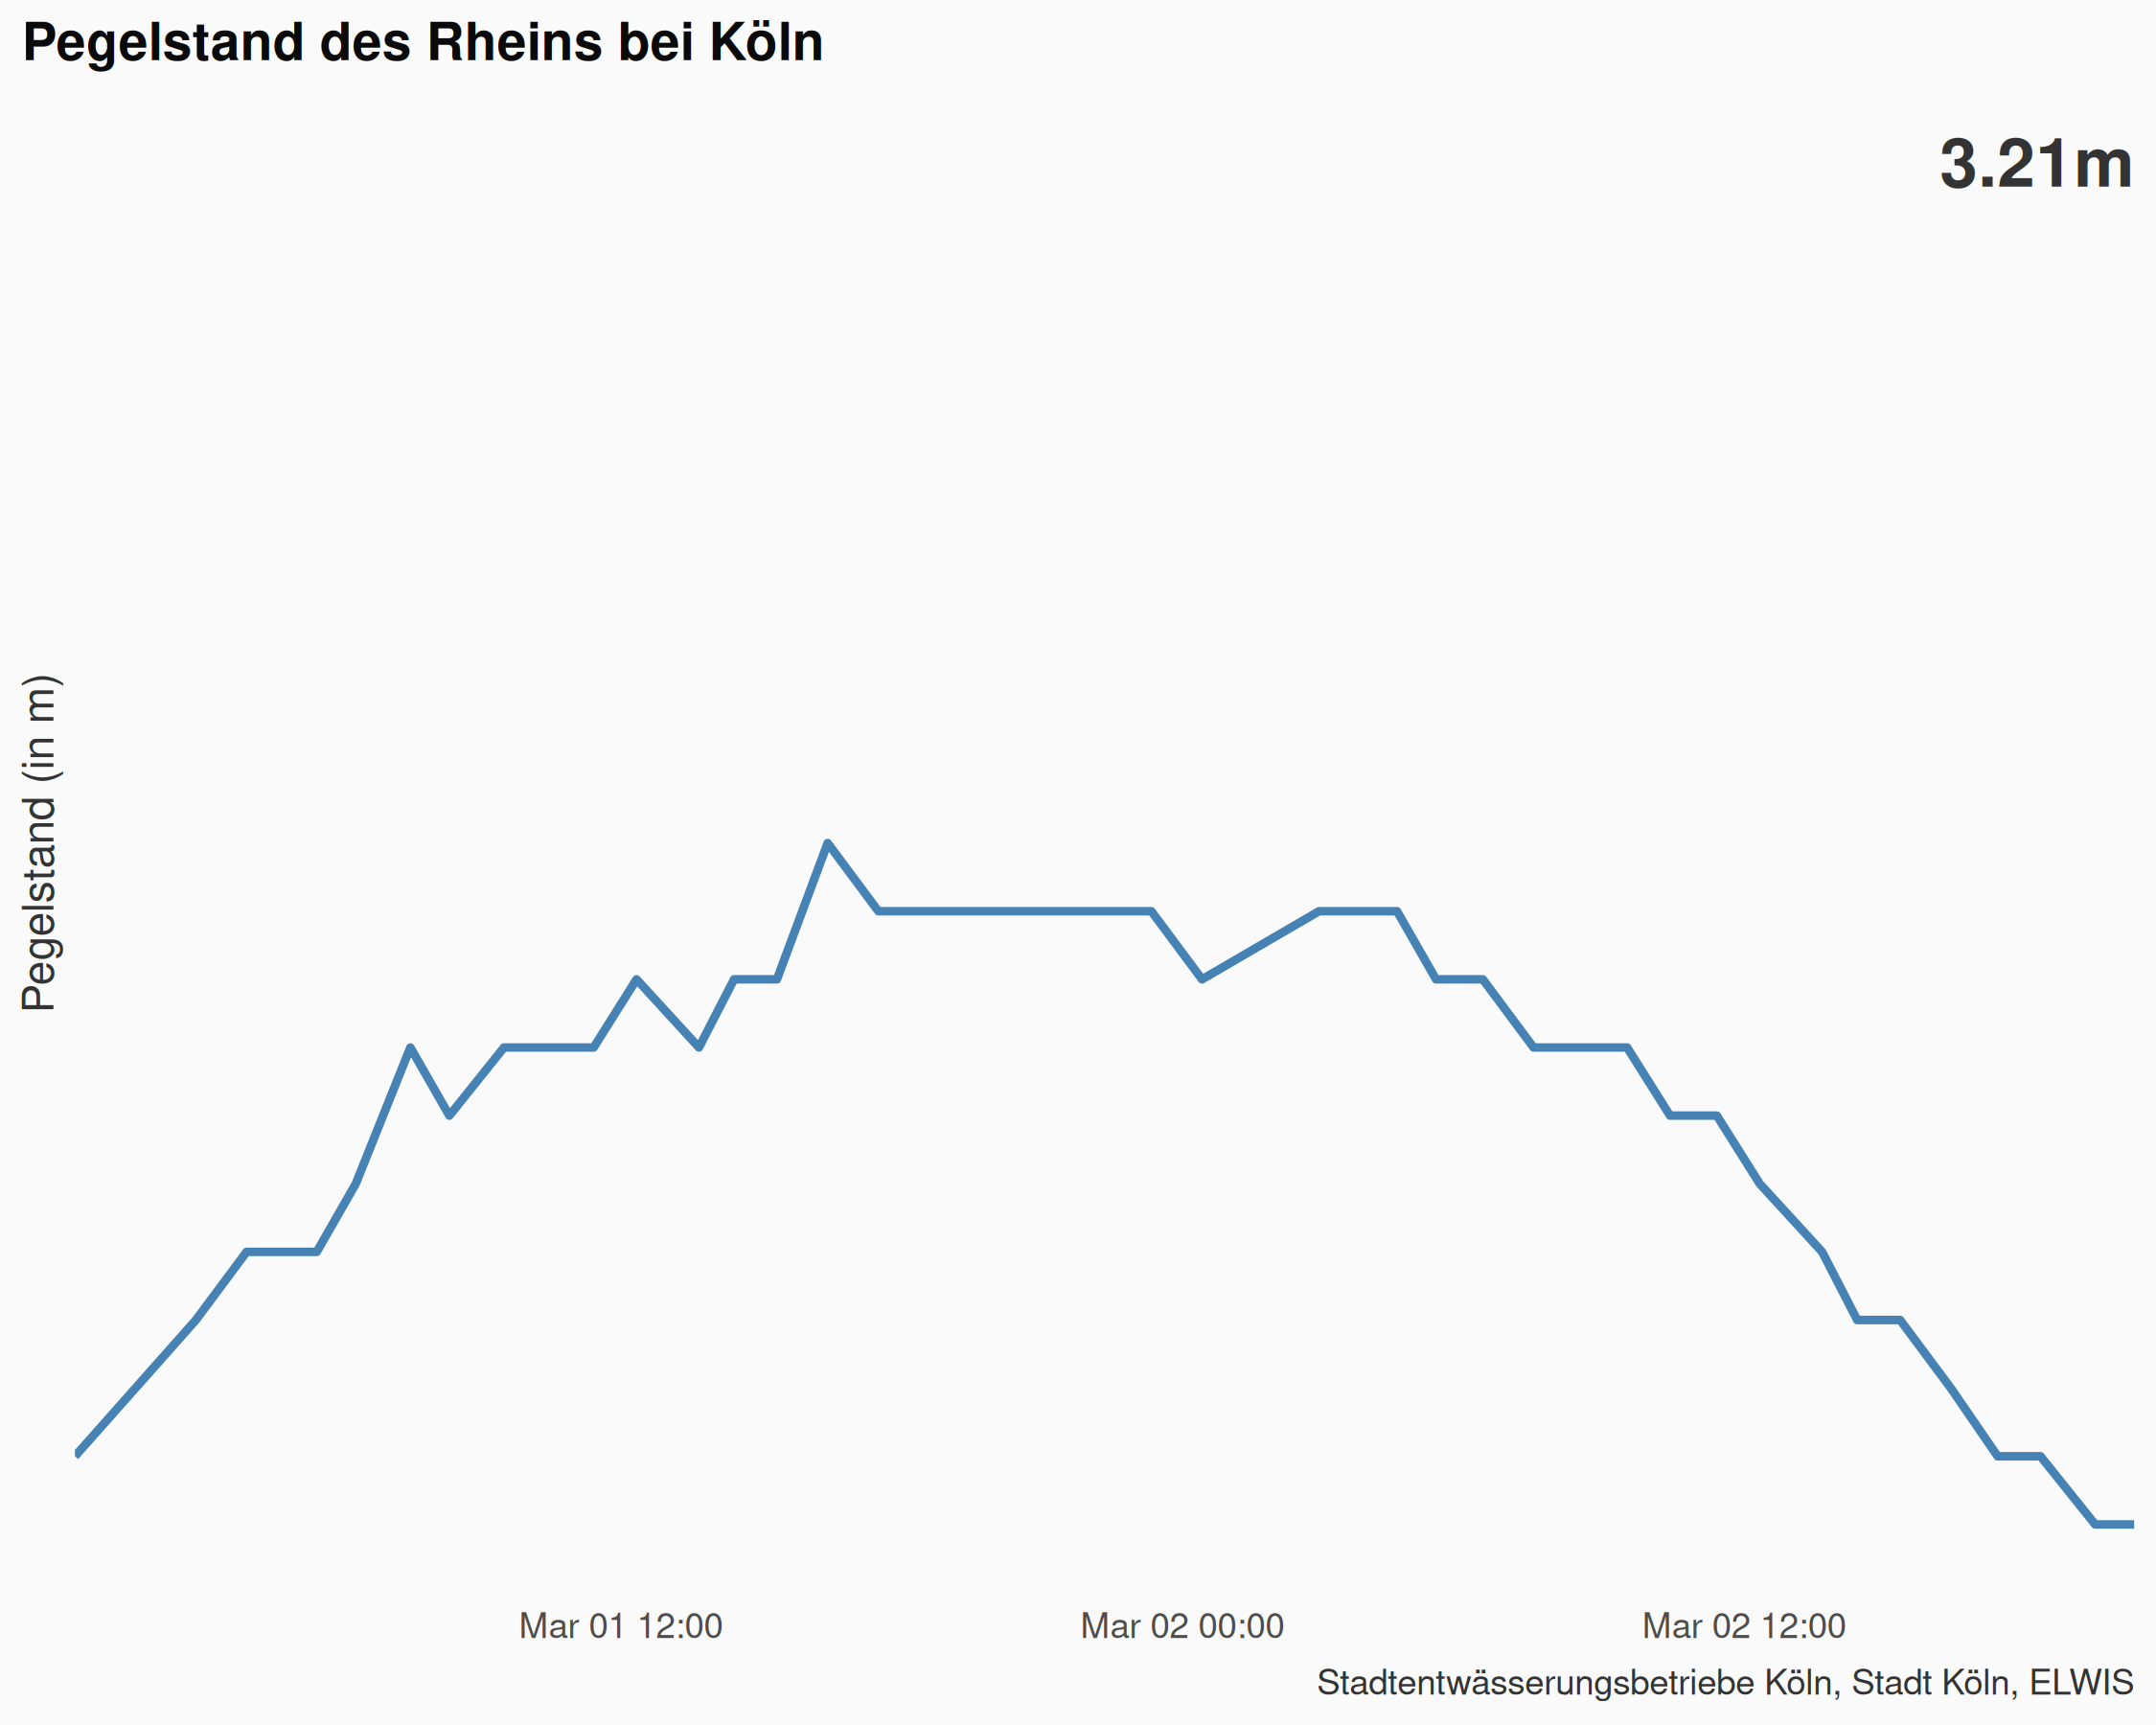 Pegelstand des Rheins bei Köln
3.21m
Pegelstand (in m)
Mar 01 12:00
Mar 02 00:00
Mar 02 12:00
Stadtentwässerungsbetriebe Köln, Stadt Köln, ELWIS